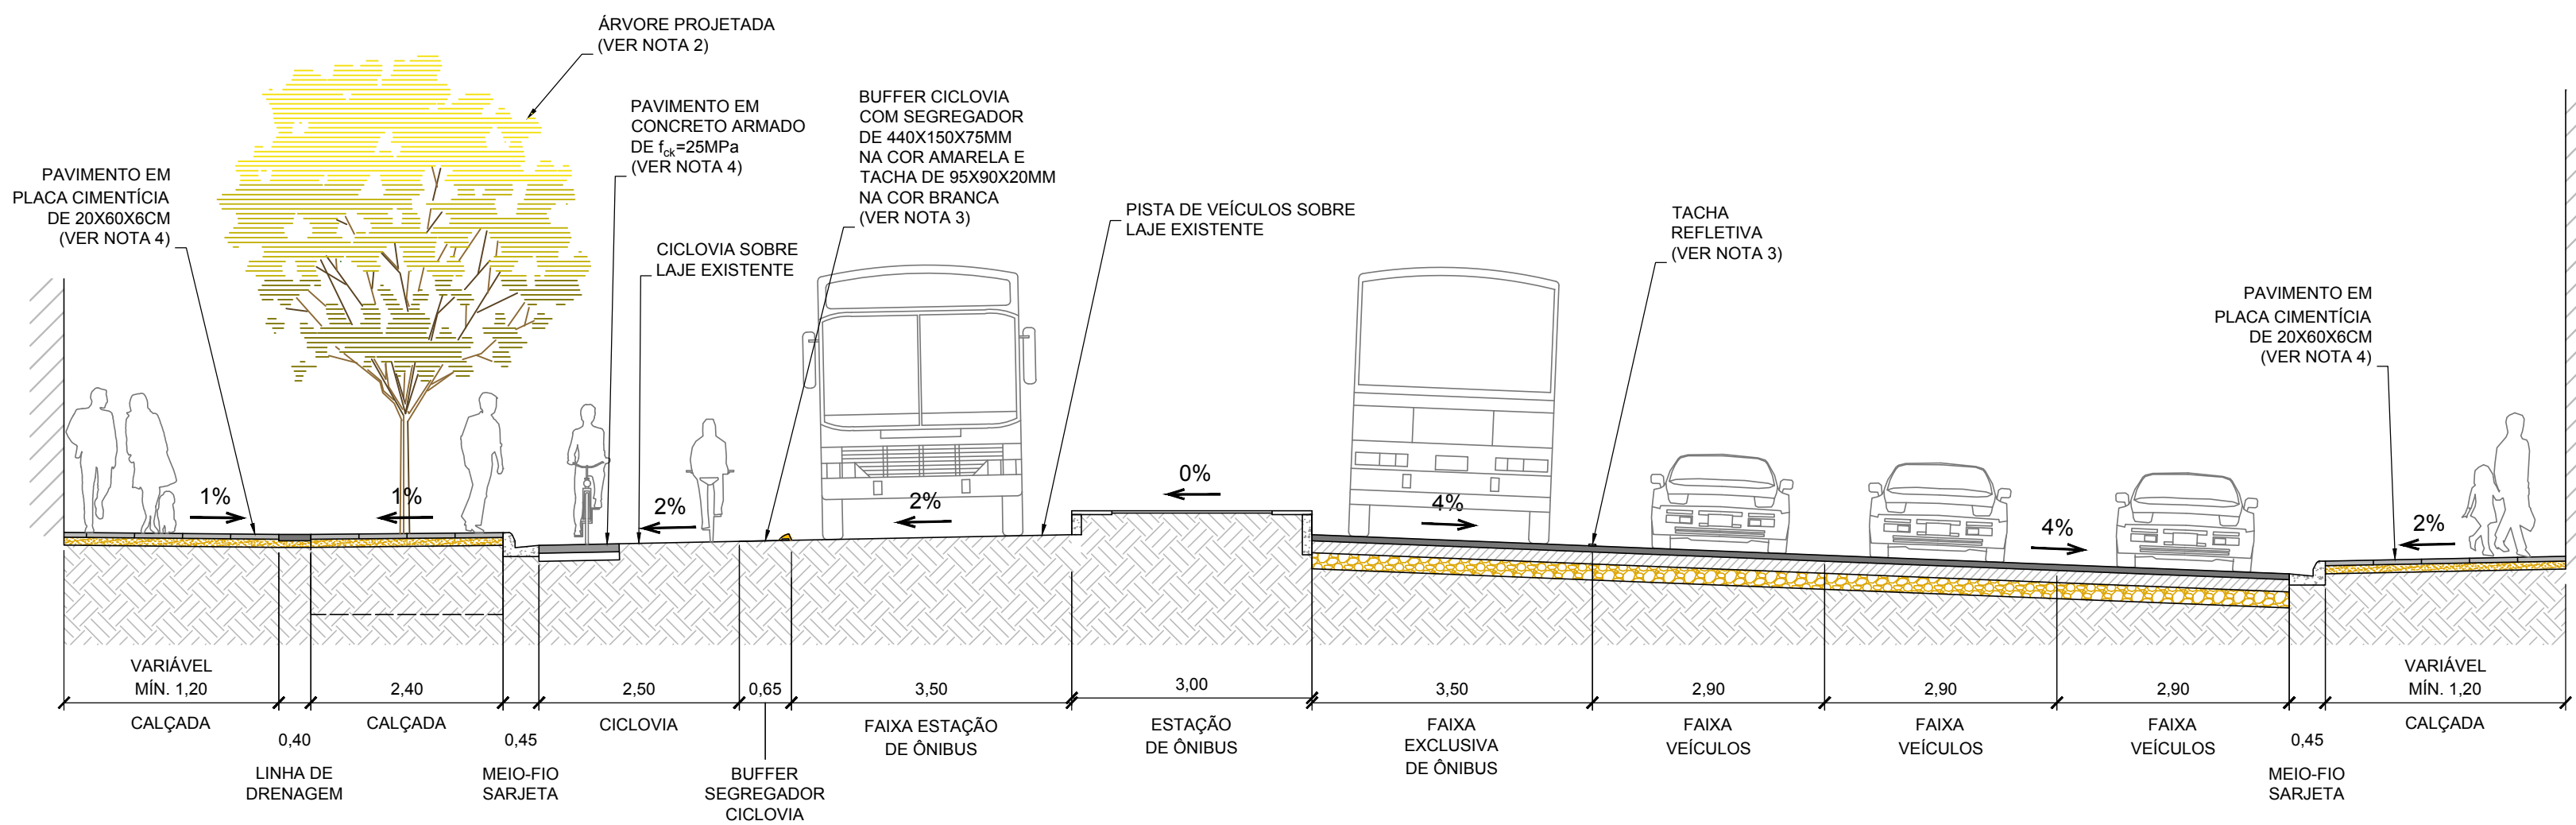 ÁRVORE PROJETADA
(VER NOTA 2)
PAVIMENTO EM
PLACA CIMENTÍCIA
DE 20X60X6CM
(VER NOTA 4)
PAVIMENTO EM
CONCRETO ARMADO
DE fck=25MPa
(VER NOTA 4)
CICLOVIA SOBRE
LAJE EXISTENTE
BUFFER CICLOVIA
COM SEGREGADOR
DE 440X150X75MM
NA COR AMARELA E
TACHA DE 95X90X20MM
NA COR BRANCA
(VER NOTA 3)
PISTA DE VEÍCULOS SOBRE
LAJE EXISTENTE
TACHA
REFLETIVA
(VER NOTA 3)
PAVIMENTO EM
PLACA CIMENTÍCIA
DE 20X60X6CM
(VER NOTA 4)
1%
1%
2%
2%
0%
4%
4%
2%
VARIÁVEL
MÍN. 1,20
CALÇADA
0,40
LINHA DE
DRENAGEM
2,40
CALÇADA
0,45
MEIO-FIO
SARJETA
2,50
CICLOVIA
0,65
BUFFER
SEGREGADOR
CICLOVIA
3,50
FAIXA ESTAÇÃO
DE ÔNIBUS
3,00
ESTAÇÃO
DE ÔNIBUS
3,50
FAIXA
EXCLUSIVA
DE ÔNIBUS
2,90
FAIXA
VEÍCULOS
2,90
FAIXA
VEÍCULOS
2,90
FAIXA
VEÍCULOS
0,45
MEIO-FIO
SARJETA
VARIÁVEL
MÍN. 1,20
CALÇADA